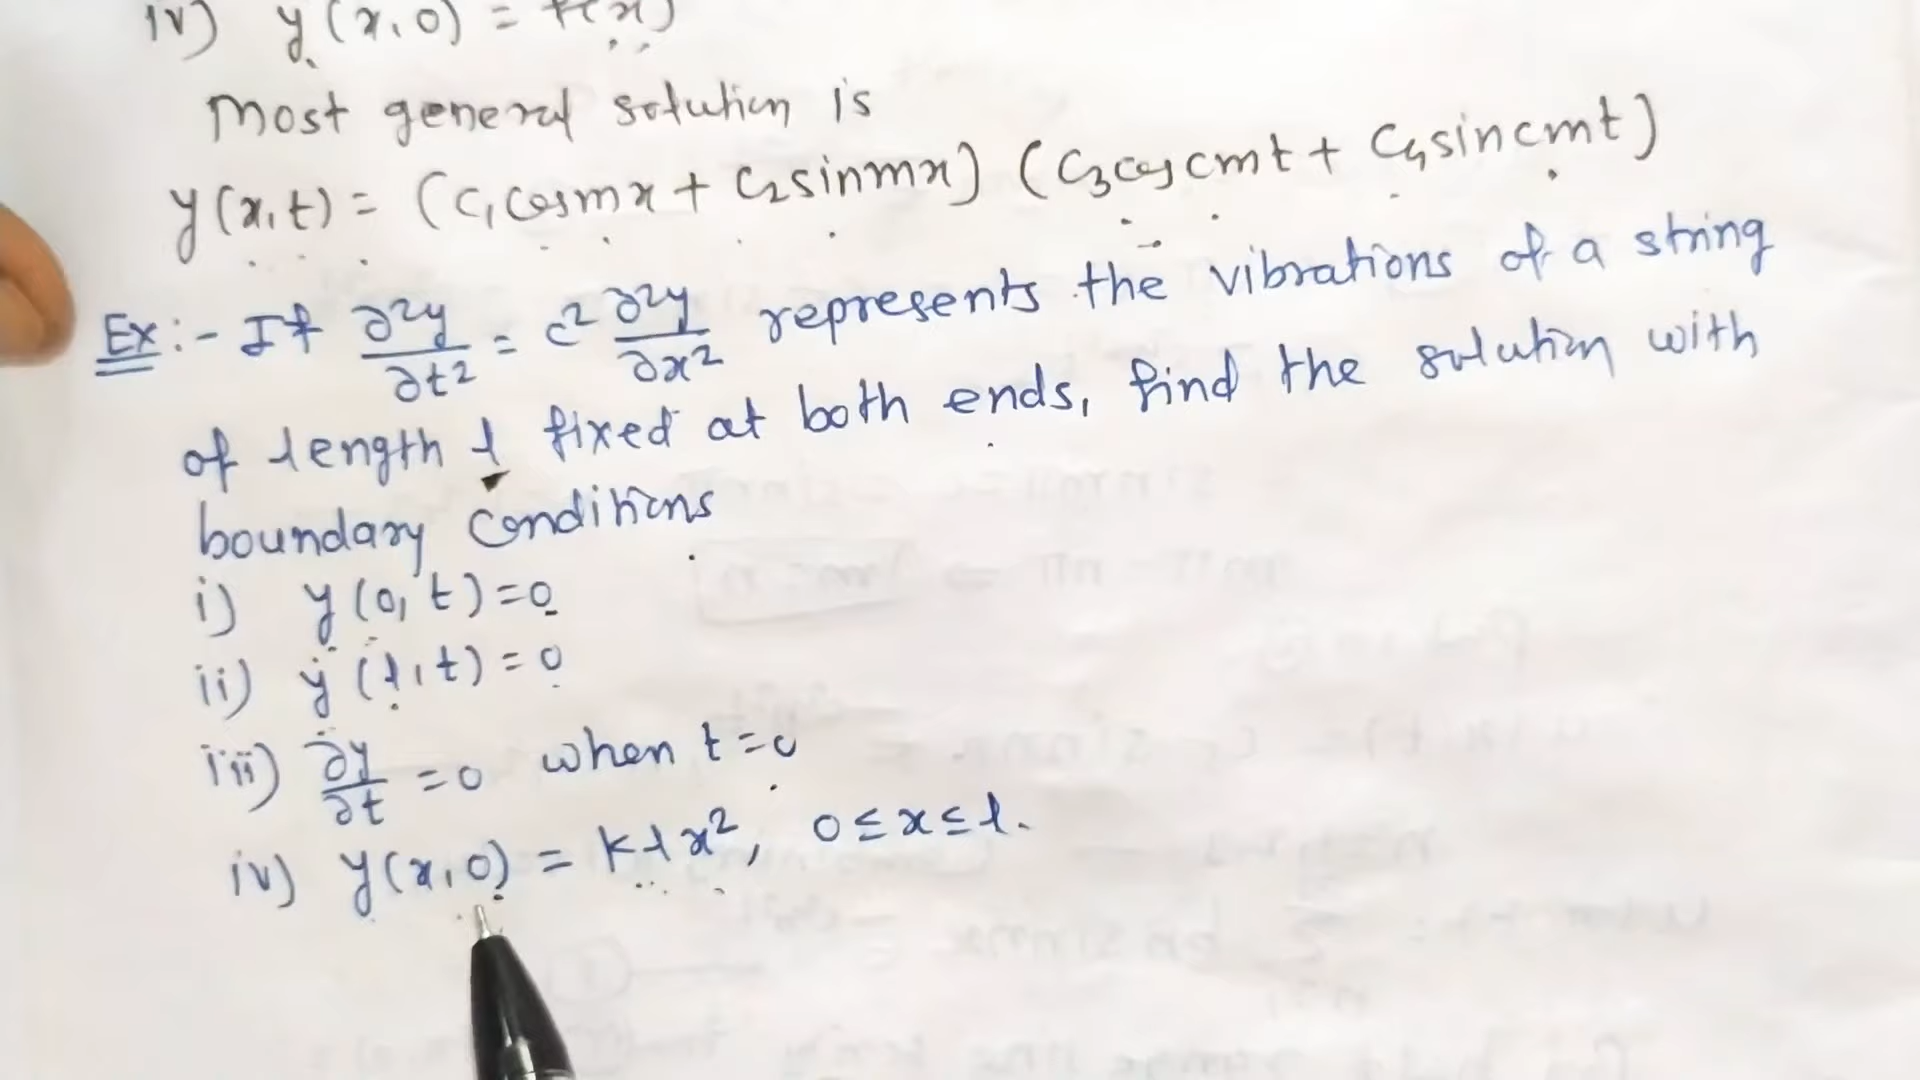 iv) y(x,0) = f(x)
Most general solution is
y(x,t) = (c₁cosmx + c₂sinmx) (c₃coscmt + c₄sincmt)
Ex:- If ∂²y/∂t² = c² ∂²y/∂x² represents the vibrations of a string
of length l fixed at both ends, find the solution with
boundary conditions
i) y(0,t)=0
ii) y(l,t)=0
iii) ∂y/∂t =0 when t=0
iv) y(x,0) = klx², 0≤x≤l.